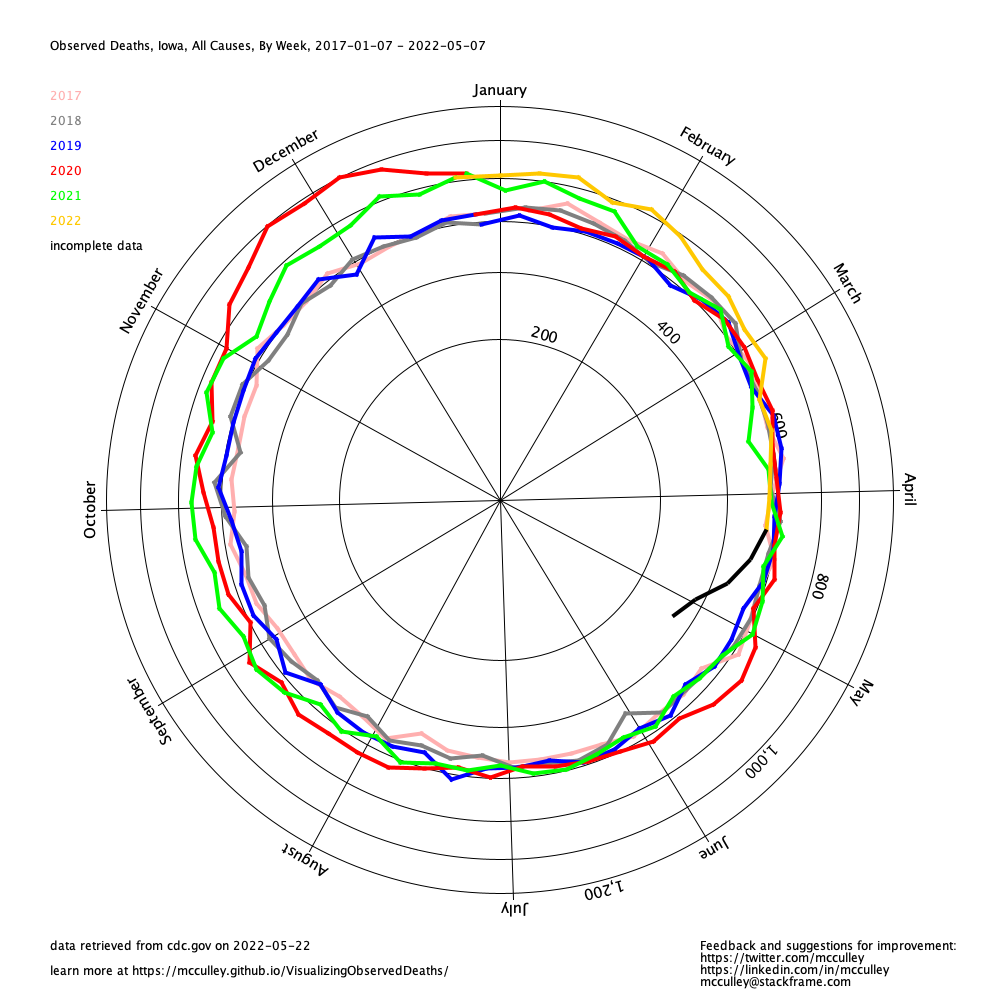 Observed Deaths, Iowa, All Causes, By Week, 2017-01-07 - 2022-05-07
2017
2018
2019
2020
2021
2022
incomplete data
January
February
March
April
May
June
July
August
September
October
November
December
200
400
600
800
1,000
1,200
data retrieved from cdc.gov on 2022-05-22
learn more at https://mcculley.github.io/VisualizingObservedDeaths/
Feedback and suggestions for improvement:
https://twitter.com/mcculley
https://linkedin.com/in/mcculley
mcculley@stackframe.com